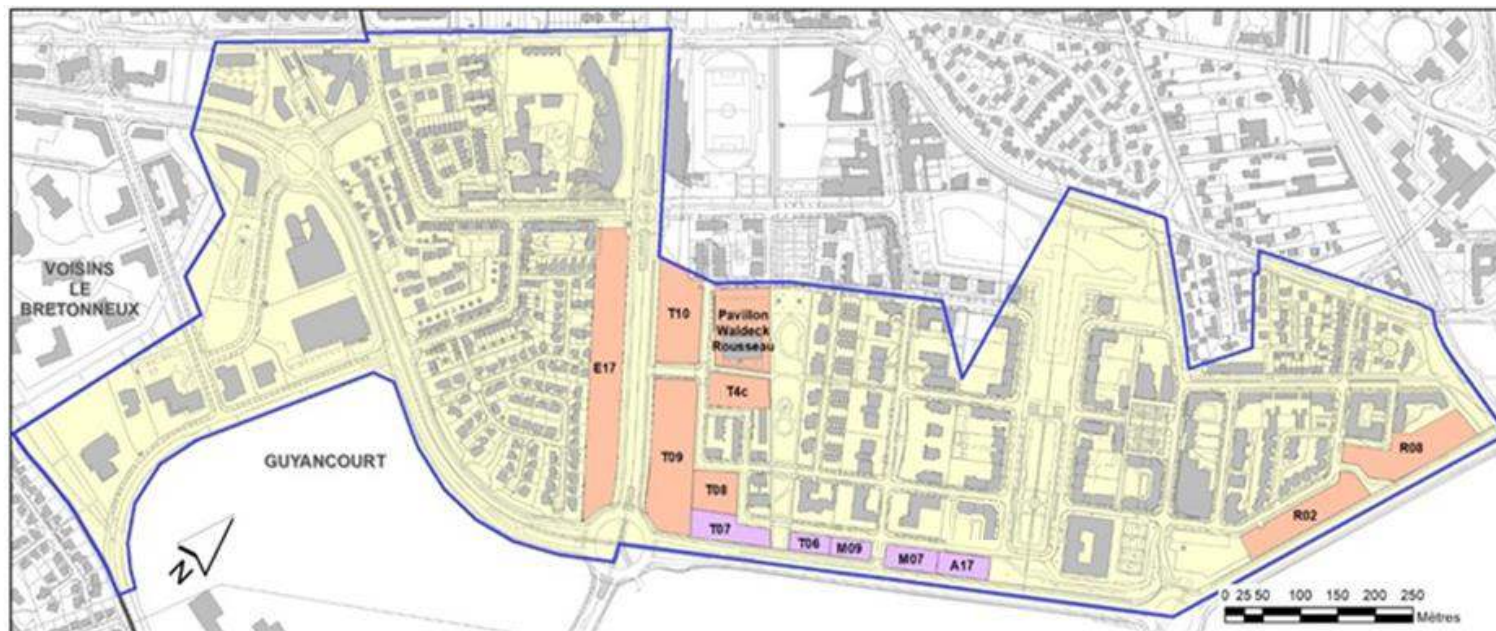 VOISINS
LE
BRETONNEUX
GUYANCOURT
E17
T10
Pavillon
Waldeck
Rousseau
T4c
T09
T08
T07
T06
M09
M07
A17
R08
R02
N
0 25 50 100 150 200 250
Mètres